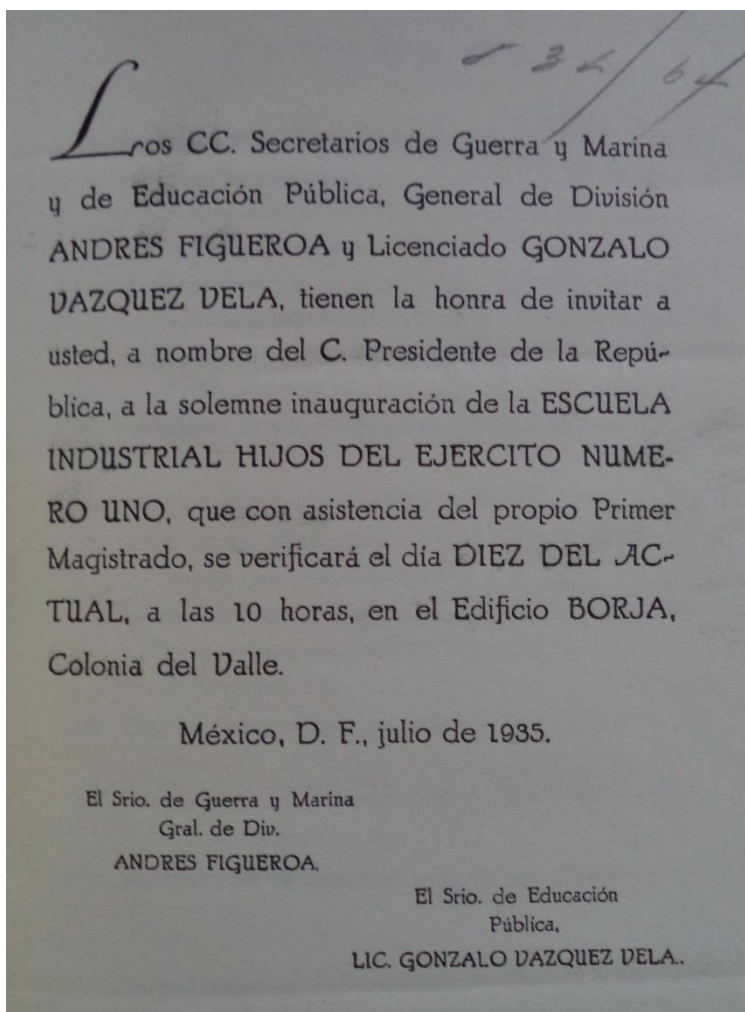 834/64
Los CC. Secretarios de Guerra y Marina
y de Educación Pública, General de División
ANDRES FIGUEROA y Licenciado GONZALO
VAZQUEZ VELA, tienen la honra de invitar a
usted, a nombre del C. Presidente de la Repú-
blica, a la solemne inauguración de la ESCUELA
INDUSTRIAL HIJOS DEL EJERCITO NUME-
RO UNO, que con asistencia del propio Primer
Magistrado, se verificará el día DIEZ DEL AC-
TUAL, a las 10 horas, en el Edificio BORJA,
Colonia del Valle.
México, D. F., julio de 1935.
El Srio. de Guerra y Marina
Gral. de Div.
ANDRES FIGUEROA.
El Srio. de Educación
Pública,
LIC. GONZALO VAZQUEZ VELA..